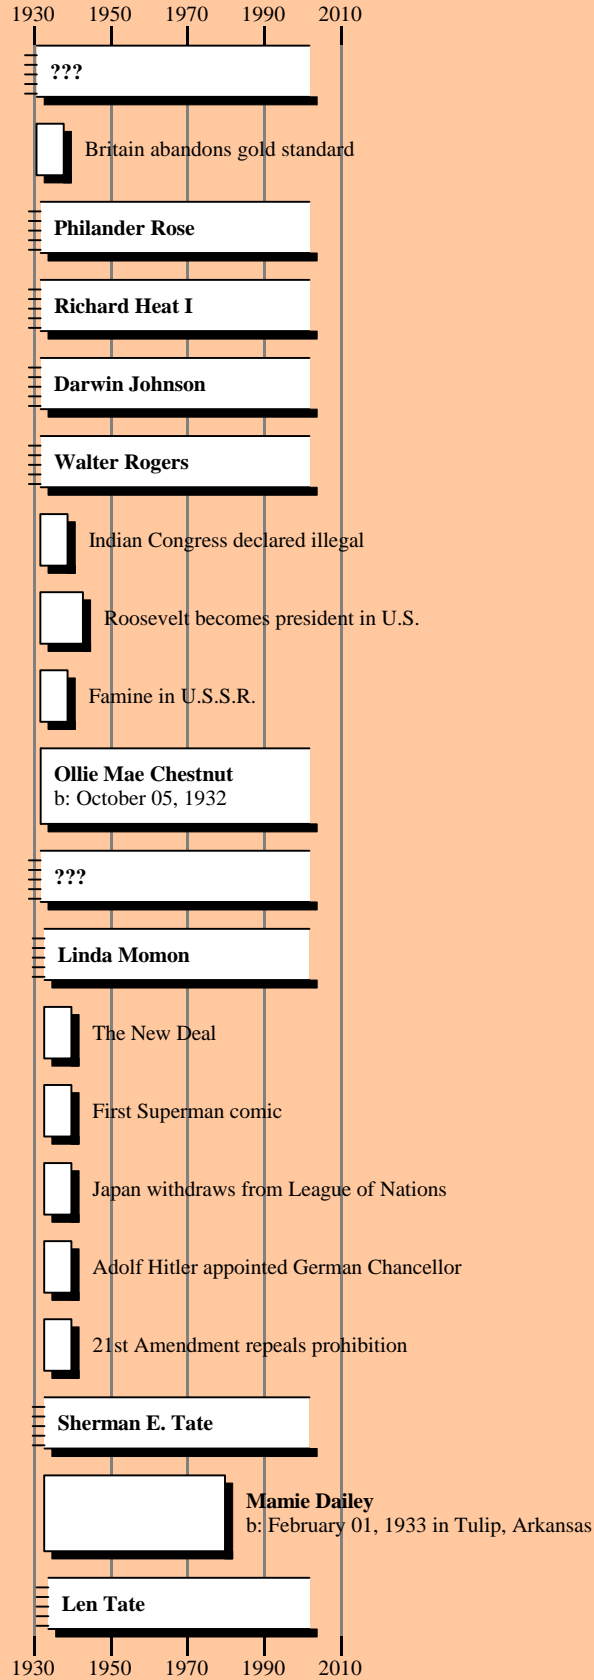 1930 1950 1970 1990 2010
???
Britain abandons gold standard
Philander Rose
Richard Heat I
Darwin Johnson
Walter Rogers
Indian Congress declared illegal
Roosevelt becomes president in U.S.
Famine in U.S.S.R.
Ollie Mae Chestnut
b: October 05, 1932
???
Linda Momon
The New Deal
First Superman comic
Japan withdraws from League of Nations
Adolf Hitler appointed German Chancellor
21st Amendment repeals prohibition
Sherman E. Tate
Mamie Dailey
b: February 01, 1933 in Tulip, Arkansas
Len Tate
1930 1950 1970 1990 2010